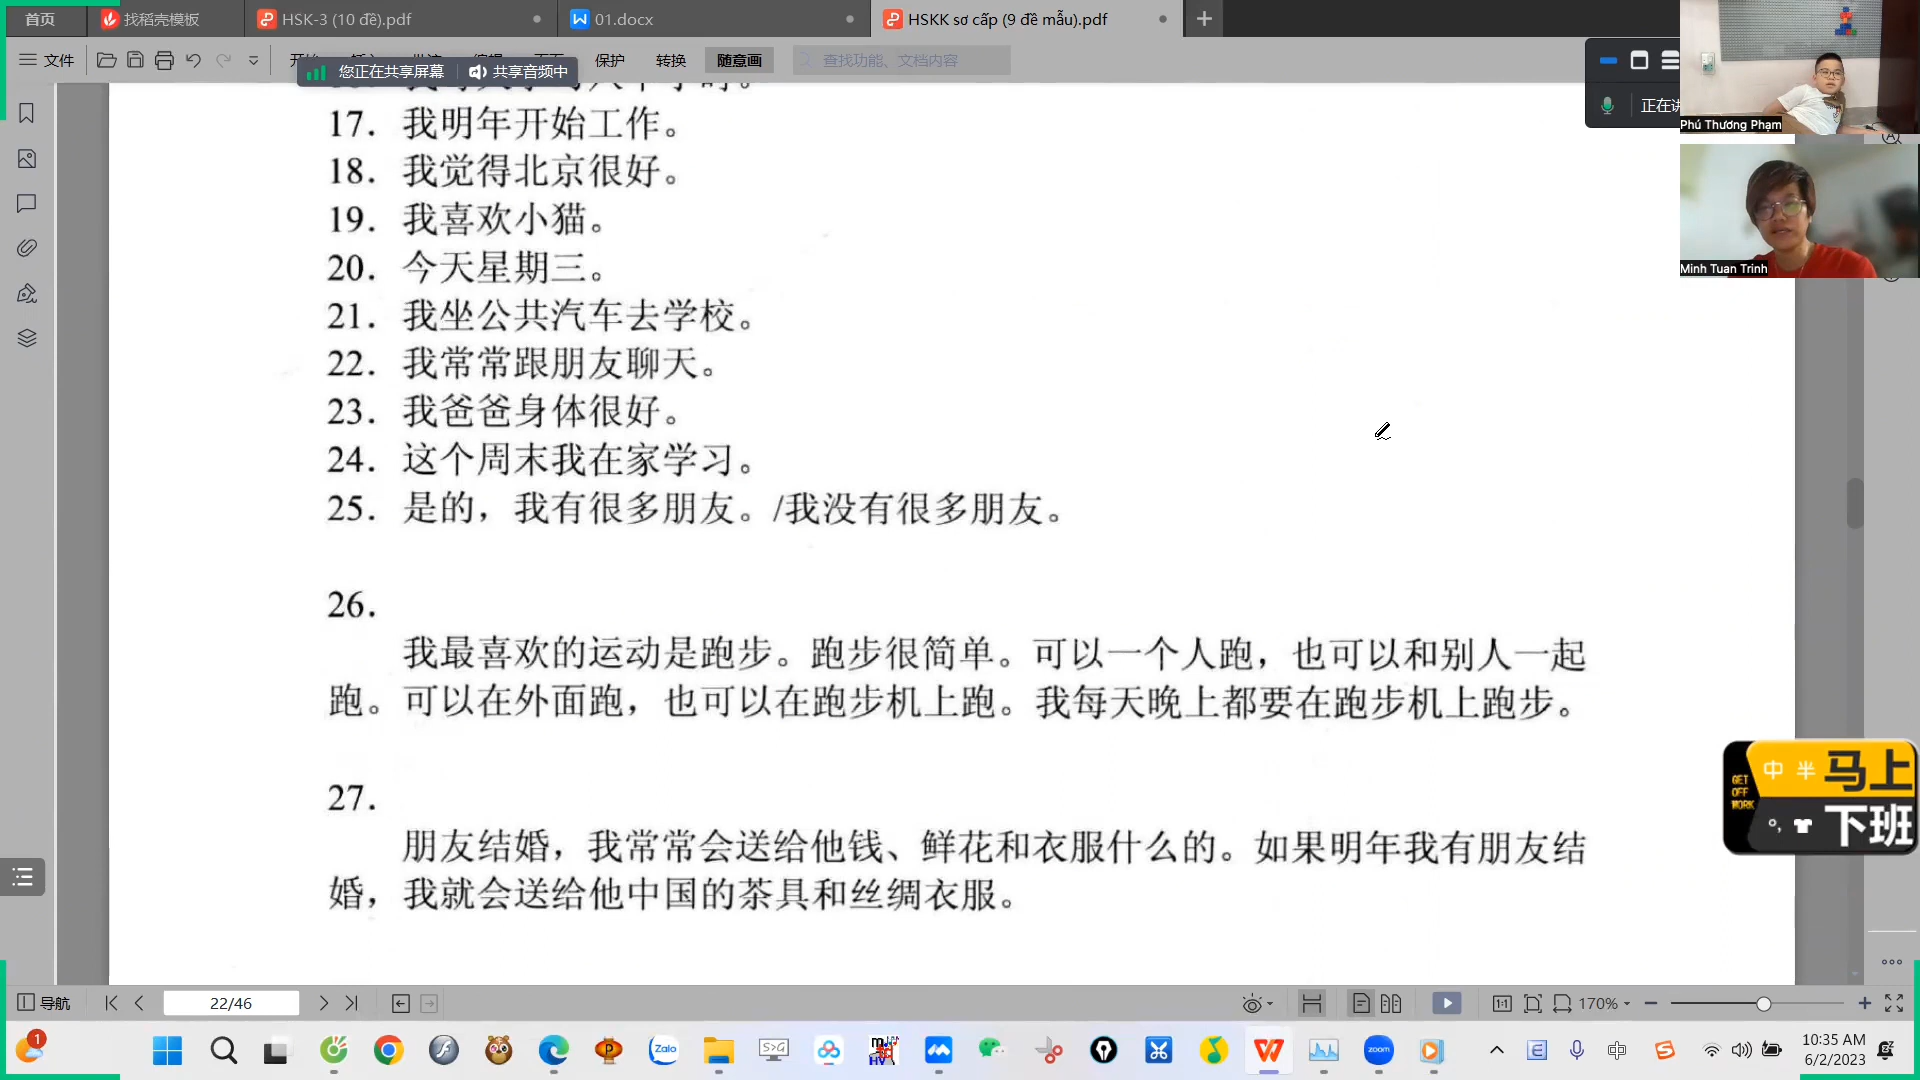 首页
找稻壳模板
HSK-3 (10 đề).pdf
01.docx
HSKK sơ cấp (9 đề mẫu).pdf
文件
保护
转换
随意画
查找功能、文档内容
您正在共享屏幕
共享音频中
Phú Thương Phạm
Minh Tuan Trinh
17. 我明年开始工作。
18. 我觉得北京很好。
19. 我喜欢小猫。
20. 今天星期三。
21. 我坐公共汽车去学校。
22. 我常常跟朋友聊天。
23. 我爸爸身体很好。
24. 这个周末我在家学习。
25. 是的，我有很多朋友。/我没有很多朋友。
26.
我最喜欢的运动是跑步。跑步很简单。可以一个人跑，也可以和别人一起
跑。可以在外面跑，也可以在跑步机上跑。我每天晚上都要在跑步机上跑步。
27.
朋友结婚，我常常会送给他钱、鲜花和衣服什么的。如果明年我有朋友结
婚，我就会送给他中国的茶具和丝绸衣服。
GET OFF WORK
中 半
马上
下班
导航
22/46
1:1
170%
1
Zalo
S>G
zoom
中
10:35 AM
6/2/2023